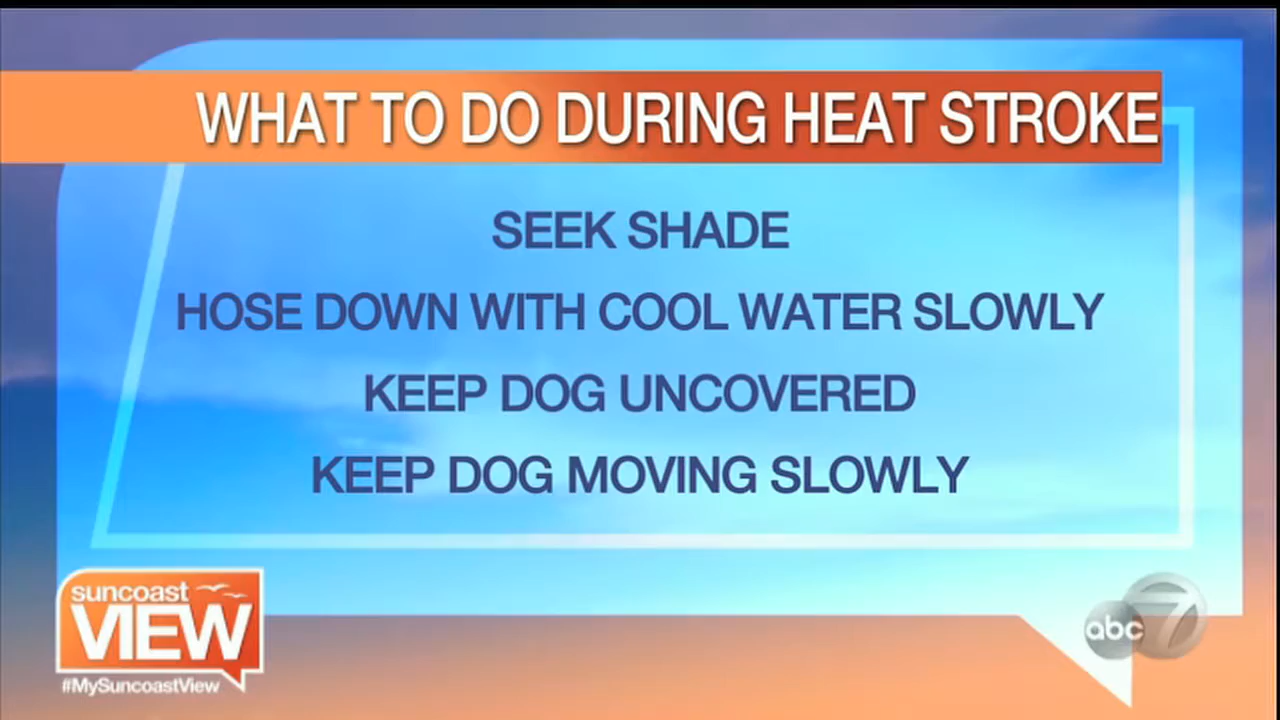 WHAT TO DO DURING HEAT STROKE
SEEK SHADE
HOSE DOWN WITH COOL WATER SLOWLY
KEEP DOG UNCOVERED
KEEP DOG MOVING SLOWLY
suncoast
VIEW
#MySuncoastView
abc 7